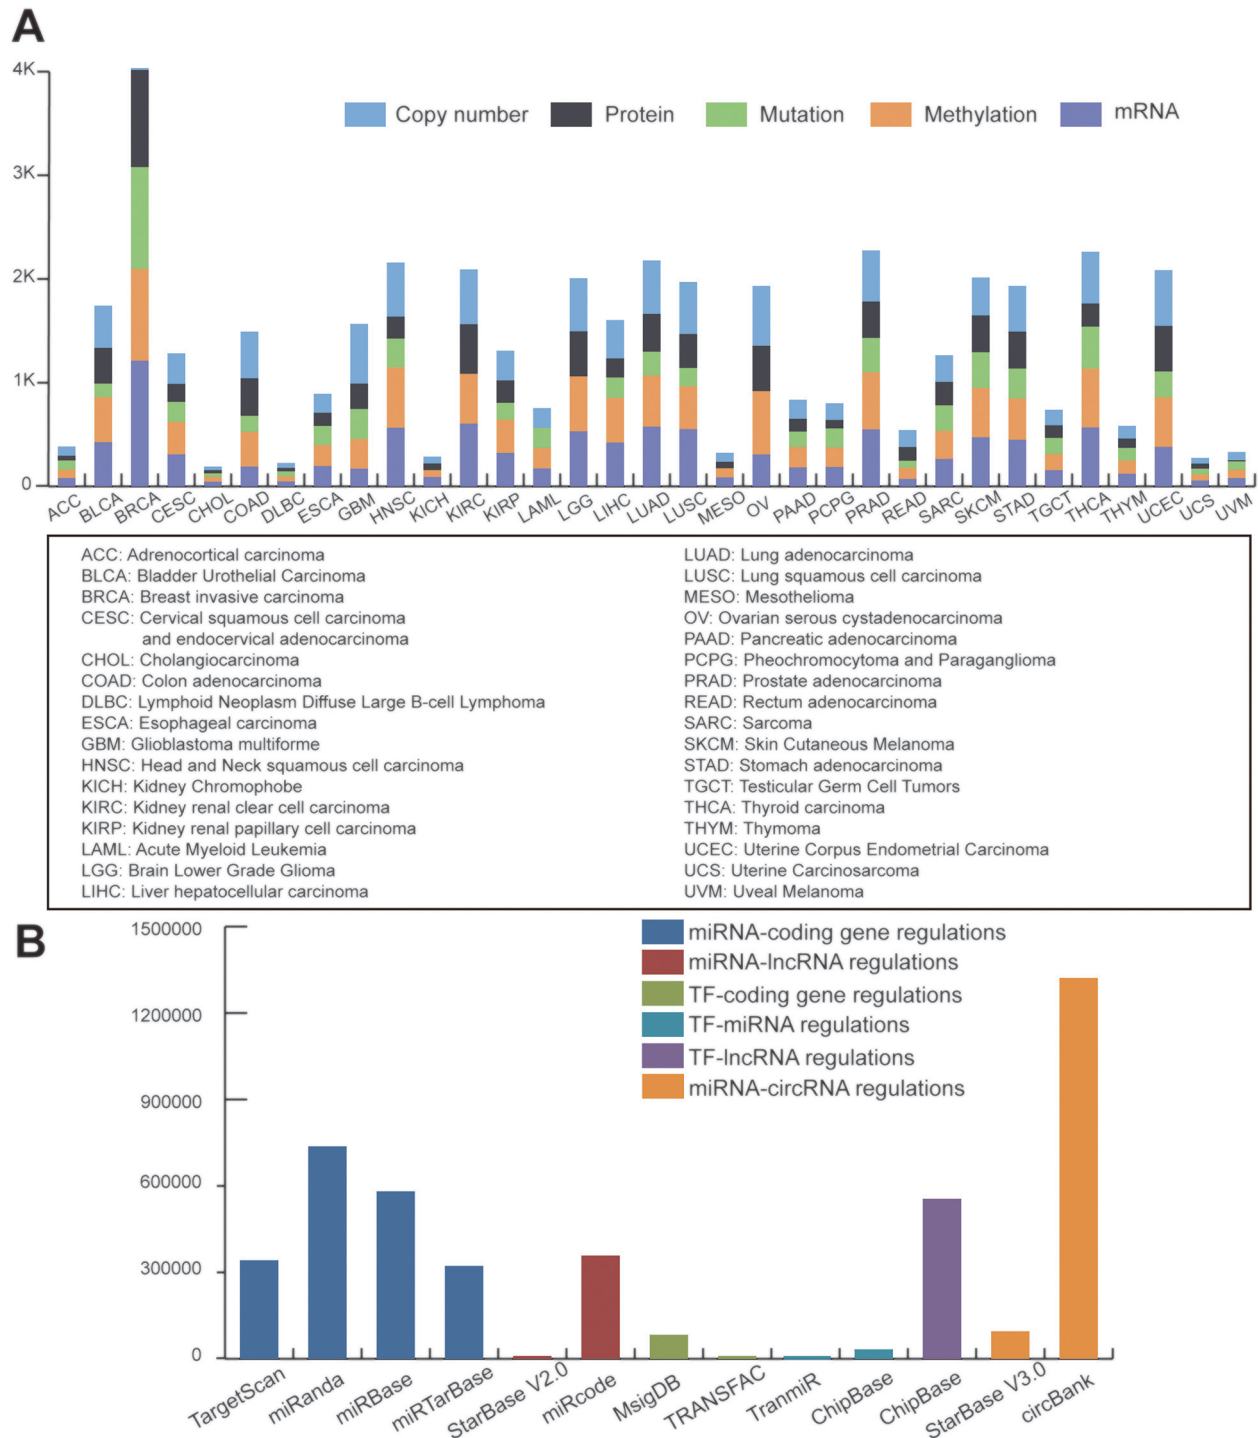 A
4K
3K
2K
1K
0
Copy number
Protein
Mutation
Methylation
mRNA
ACC
BLCA
BRCA
CESC
CHOL
COAD
DLBC
ESCA
GBM
HNSC
KICH
KIRC
KIRP
LAML
LGG
LIHC
LUAD
LUSC
MESO
OV
PAAD
PCPG
PRAD
READ
SARC
SKCM
STAD
TGCT
THCA
THYM
UCEC
UCS
UVM
ACC: Adrenocortical carcinoma
BLCA: Bladder Urothelial Carcinoma
BRCA: Breast invasive carcinoma
CESC: Cervical squamous cell carcinoma
and endocervical adenocarcinoma
CHOL: Cholangiocarcinoma
COAD: Colon adenocarcinoma
DLBC: Lymphoid Neoplasm Diffuse Large B-cell Lymphoma
ESCA: Esophageal carcinoma
GBM: Glioblastoma multiforme
HNSC: Head and Neck squamous cell carcinoma
KICH: Kidney Chromophobe
KIRC: Kidney renal clear cell carcinoma
KIRP: Kidney renal papillary cell carcinoma
LAML: Acute Myeloid Leukemia
LGG: Brain Lower Grade Glioma
LIHC: Liver hepatocellular carcinoma
LUAD: Lung adenocarcinoma
LUSC: Lung squamous cell carcinoma
MESO: Mesothelioma
OV: Ovarian serous cystadenocarcinoma
PAAD: Pancreatic adenocarcinoma
PCPG: Pheochromocytoma and Paraganglioma
PRAD: Prostate adenocarcinoma
READ: Rectum adenocarcinoma
SARC: Sarcoma
SKCM: Skin Cutaneous Melanoma
STAD: Stomach adenocarcinoma
TGCT: Testicular Germ Cell Tumors
THCA: Thyroid carcinoma
THYM: Thymoma
UCEC: Uterine Corpus Endometrial Carcinoma
UCS: Uterine Carcinosarcoma
UVM: Uveal Melanoma
B
1500000
1200000
900000
600000
300000
0
miRNA-coding gene regulations
miRNA-lncRNA regulations
TF-coding gene regulations
TF-miRNA regulations
TF-lncRNA regulations
miRNA-circRNA regulations
TargetScan
miRanda
miRBase
miRTarBase
StarBase V2.0
miRcode
MsigDB
TRANSFAC
TranmiR
ChipBase
ChipBase
StarBase V3.0
circBank